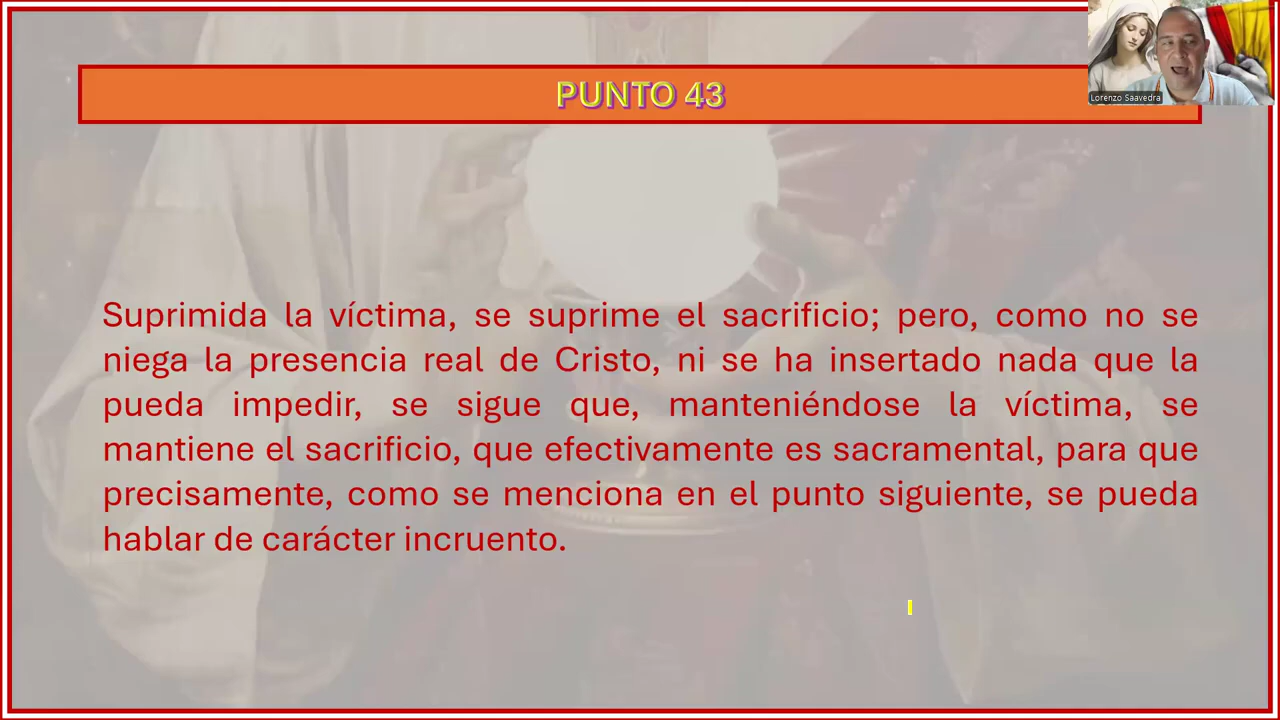 PUNTO 43
Lorenzo Saavedra
Suprimida la víctima, se suprime el sacrificio; pero, como no se
niega la presencia real de Cristo, ni se ha insertado nada que la
pueda impedir, se sigue que, manteniéndose la víctima, se
mantiene el sacrificio, que efectivamente es sacramental, para que
precisamente, como se menciona en el punto siguiente, se pueda
hablar de carácter incruento.